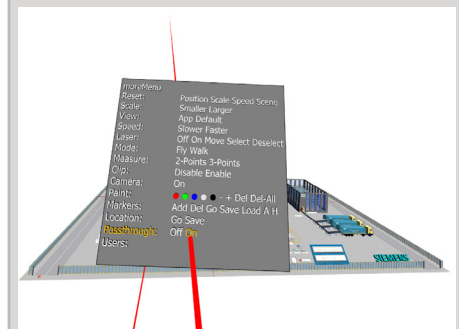 moreMenu
Reset: Position Scale Speed Scene
Scale: Smaller Larger
View: App Default
Speed: Slower Faster
Laser: Off On Move Select Deselect
Mode: Fly Walk
Measure: 2-Points 3-Points
Clip: Disable Enable
Camera: On
Paint: - + Del Del-All
Markers: Add Del Go Save Load A H
Location: Go Save
Passthrough: Off On
Users:
SIEMENS